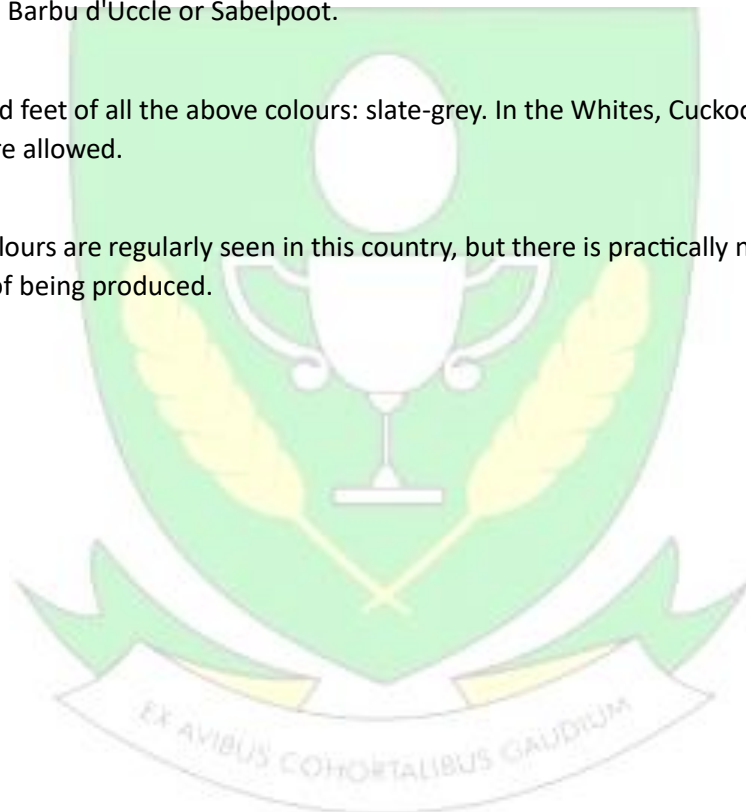 Barbu d'Uccle or Sabelpoot.
d feet of all the above colours: slate-grey. In the Whites, Cuckoo
re allowed.
lours are regularly seen in this country, but there is practically n
of being produced.
EX AVIBUS COHORTALIBUS GAUDIUM